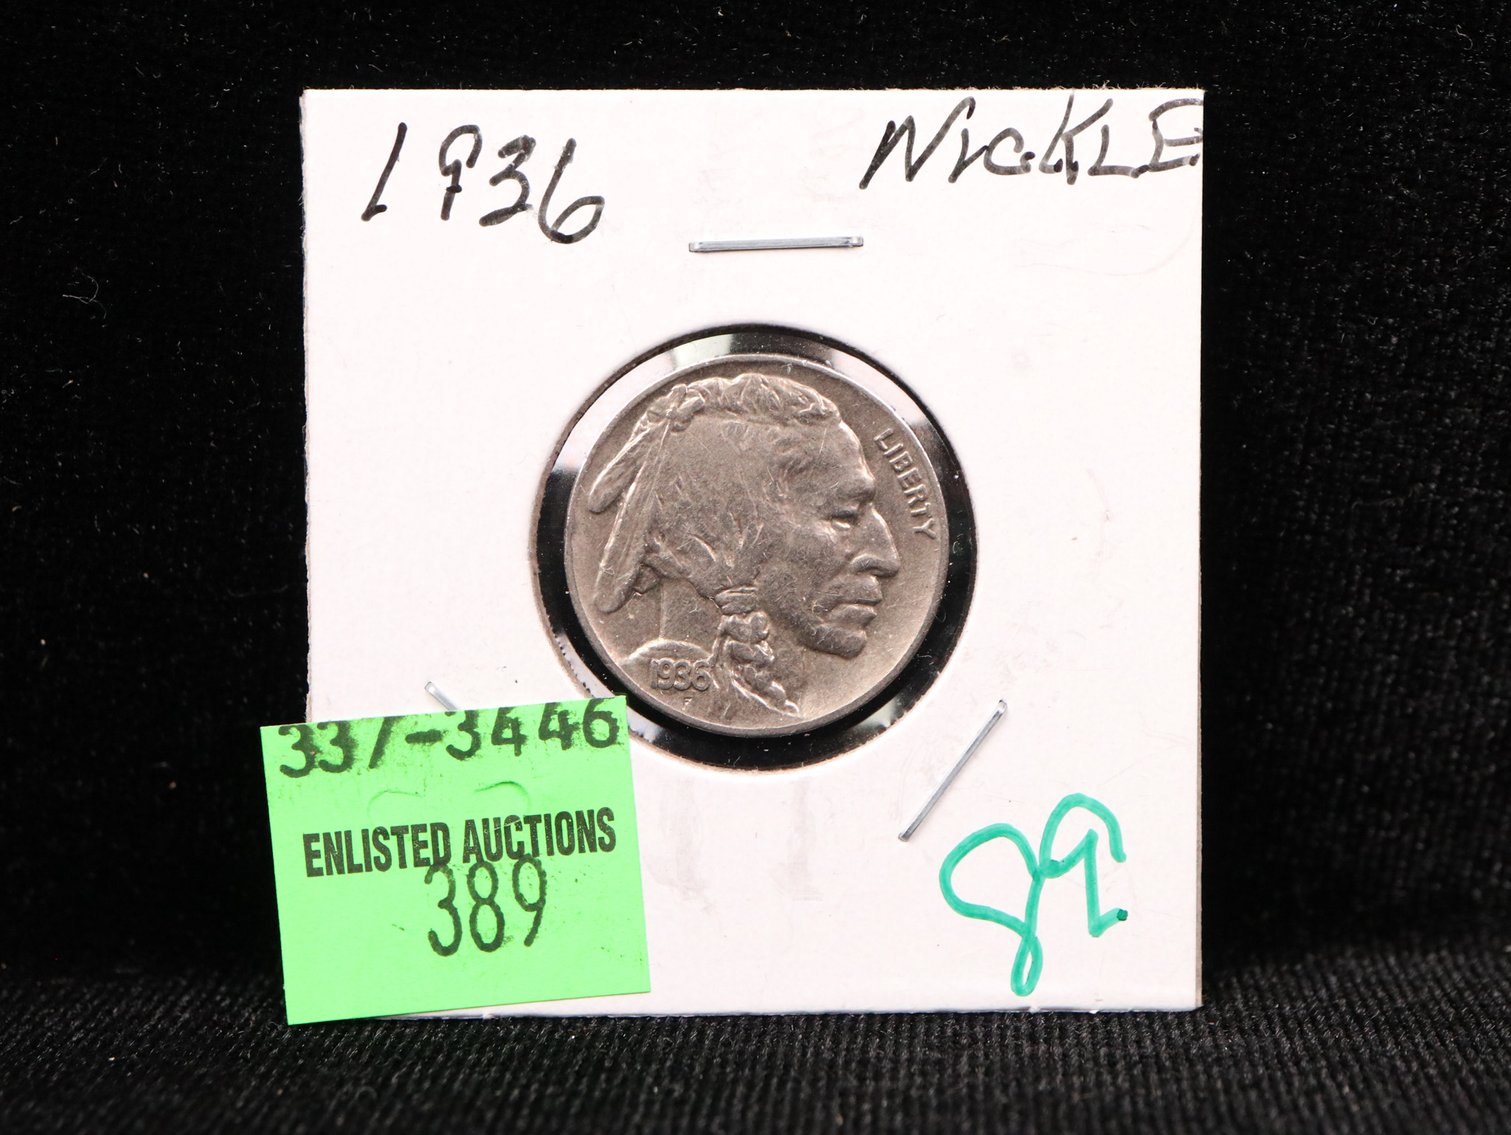 1936
NICKLE
LIBERTY
1936
F
337-3446
ENLISTED AUCTIONS
389